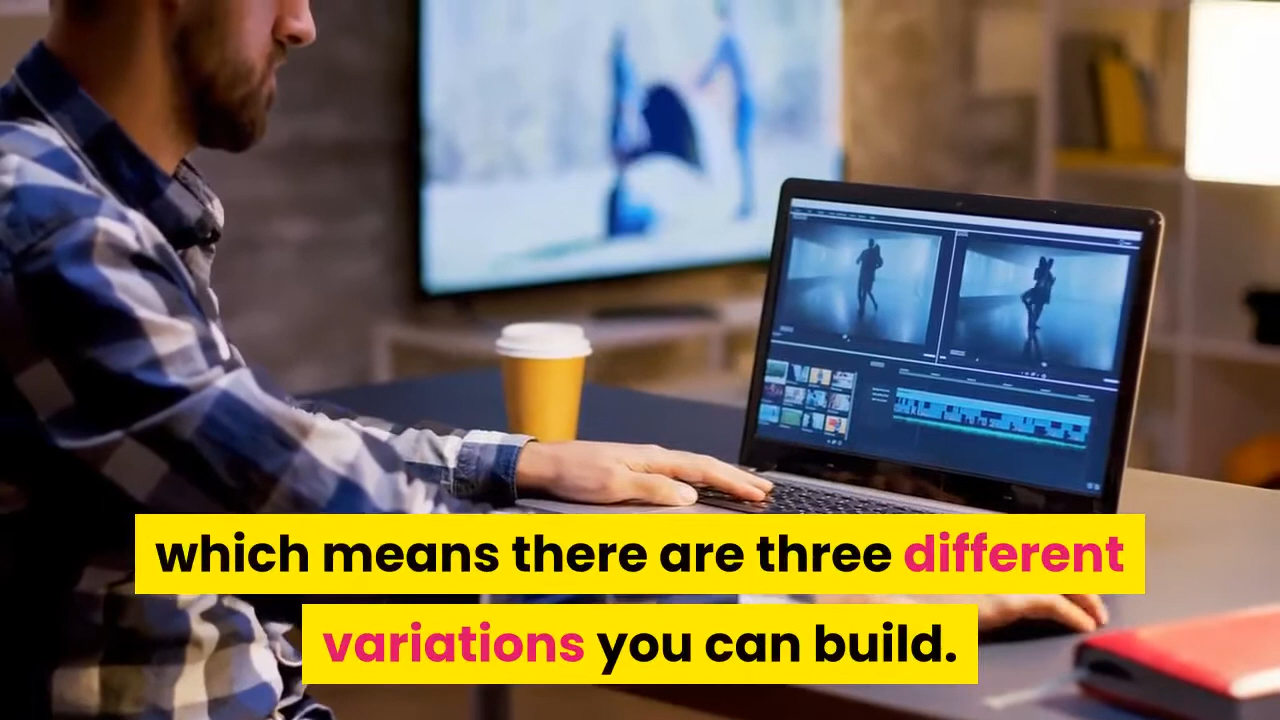 which means there are three different
variations you can build.